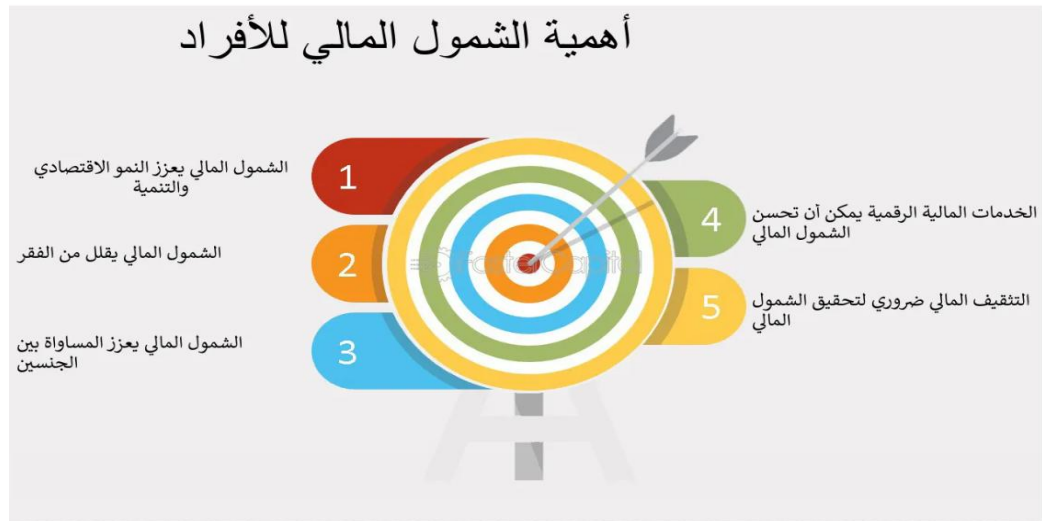 أهمية الشمول المالي للأفراد
1
الشمول المالي يعزز النمو الاقتصادي
والتنمية
2
الشمول المالي يقلل من الفقر
3
الشمول المالي يعزز المساواة بين
الجنسين
4
الخدمات المالية الرقمية يمكن أن تحسن
الشمول المالي
5
التثقيف المالي ضروري لتحقيق الشمول
المالي
FasterCapital